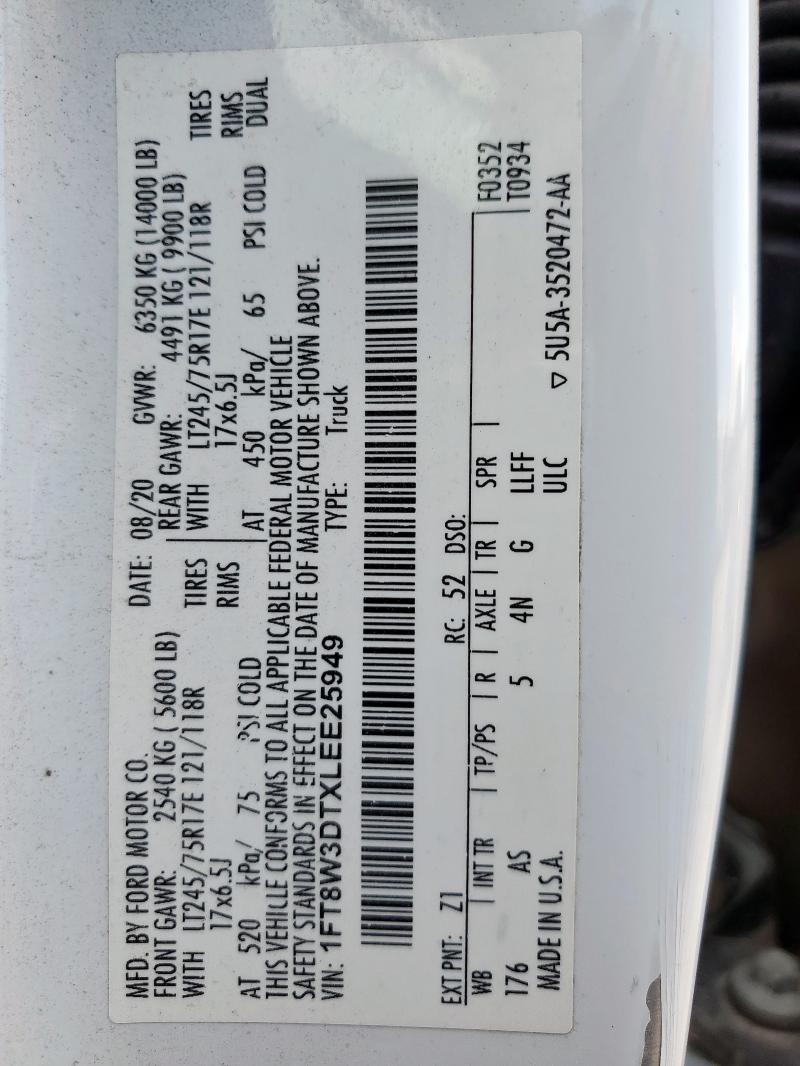 MFD. BY FORD MOTOR CO. DATE: 08/20 GVWR: 6350 KG (14000 LB)
FRONT GAWR: 2540 KG ( 5600 LB) REAR GAWR: 4491 KG ( 9900 LB)
WITH LT245/75R17E 121/118R TIRES WITH LT245/75R17E 121/118R TIRES
17x6.5J RIMS 17x6.5J RIMS
AT 520 kPa/ 75 PSI COLD AT 450 kPa/ 65 PSI COLD DUAL
THIS VEHICLE CONFORMS TO ALL APPLICABLE FEDERAL MOTOR VEHICLE
SAFETY STANDARDS IN EFFECT ON THE DATE OF MANUFACTURE SHOWN ABOVE.
VIN: 1FT8W3DTXLEE25949 TYPE: Truck
EXT PNT: Z1 RC: 52 DSO:
WB INT TR TP/PS R AXLE TR SPR F0352
176 AS 5 4N G LLFF T0934
MADE IN U.S.A. ULC ▽ 5U5A-3520472-AA